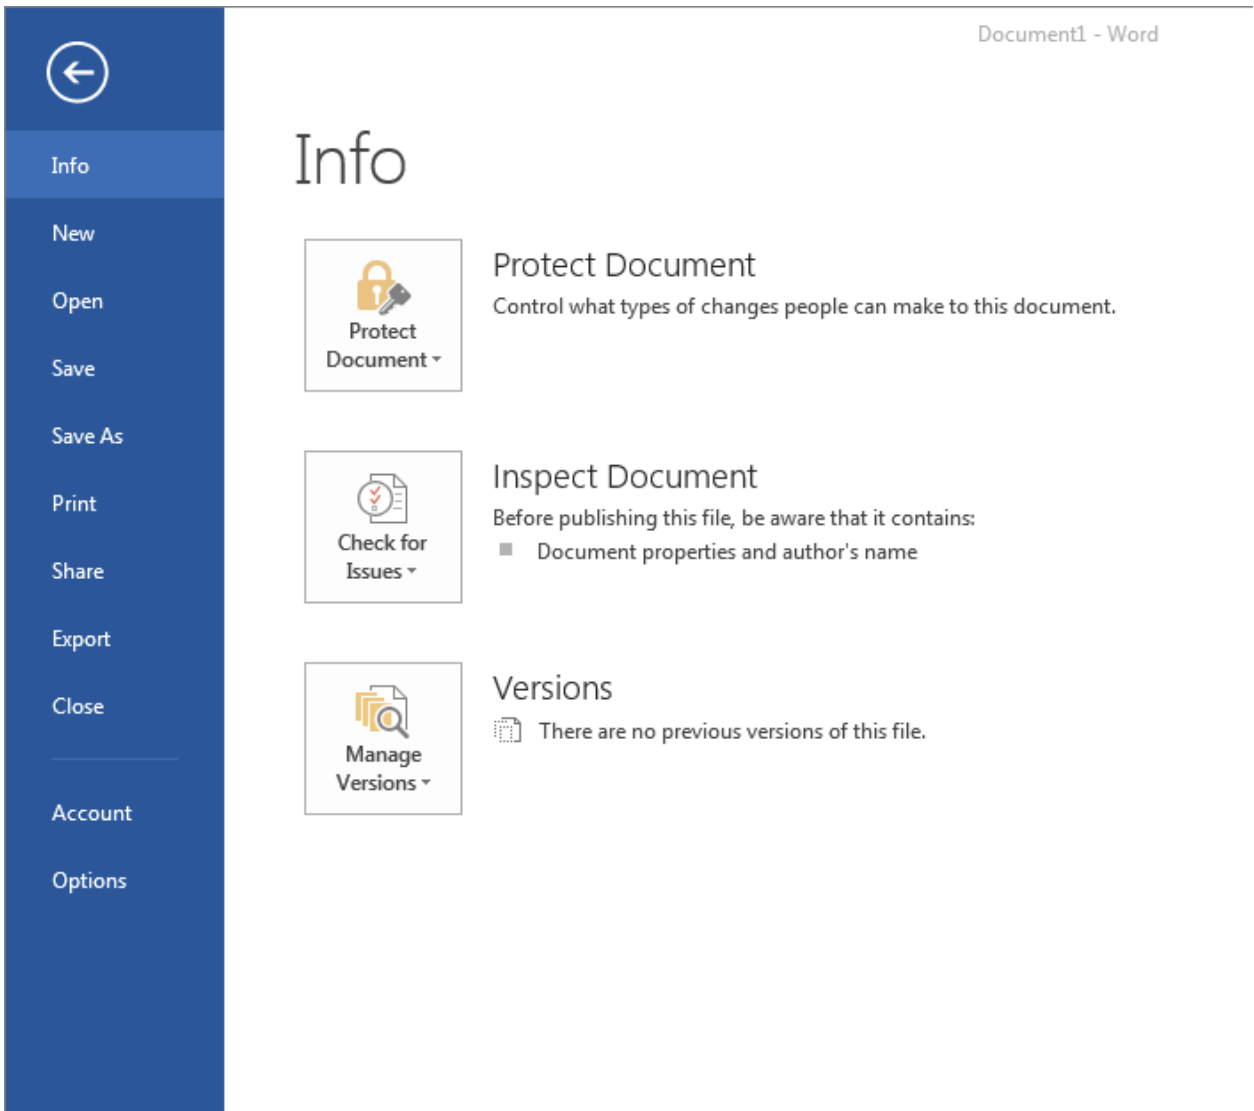 Document1 - Word
Info
New
Open
Save
Save As
Print
Share
Export
Close
Account
Options
Info
Protect
Document
Protect Document
Control what types of changes people can make to this document.
Check for
Issues
Inspect Document
Before publishing this file, be aware that it contains:
Document properties and author's name
Manage
Versions
Versions
There are no previous versions of this file.